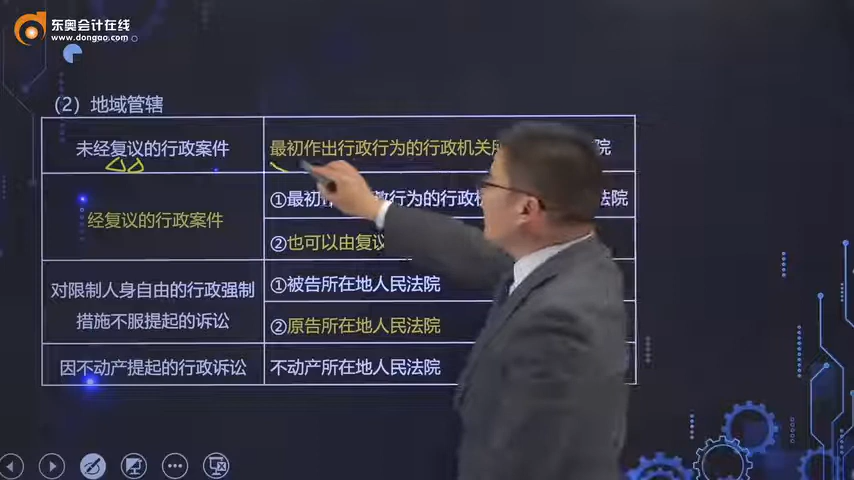 东奥会计在线
www.dongao.com
（2）地域管辖
未经复议的行政案件
最初作出行政行为的行政机关 院
经复议的行政案件
①最初 政行为的行政机 法院
②也可以由复议
对限制人身自由的行政强制
措施不服提起的诉讼
①被告所在地人民法院
②原告所在地人民法院
因不动产提起的行政诉讼
不动产所在地人民法院